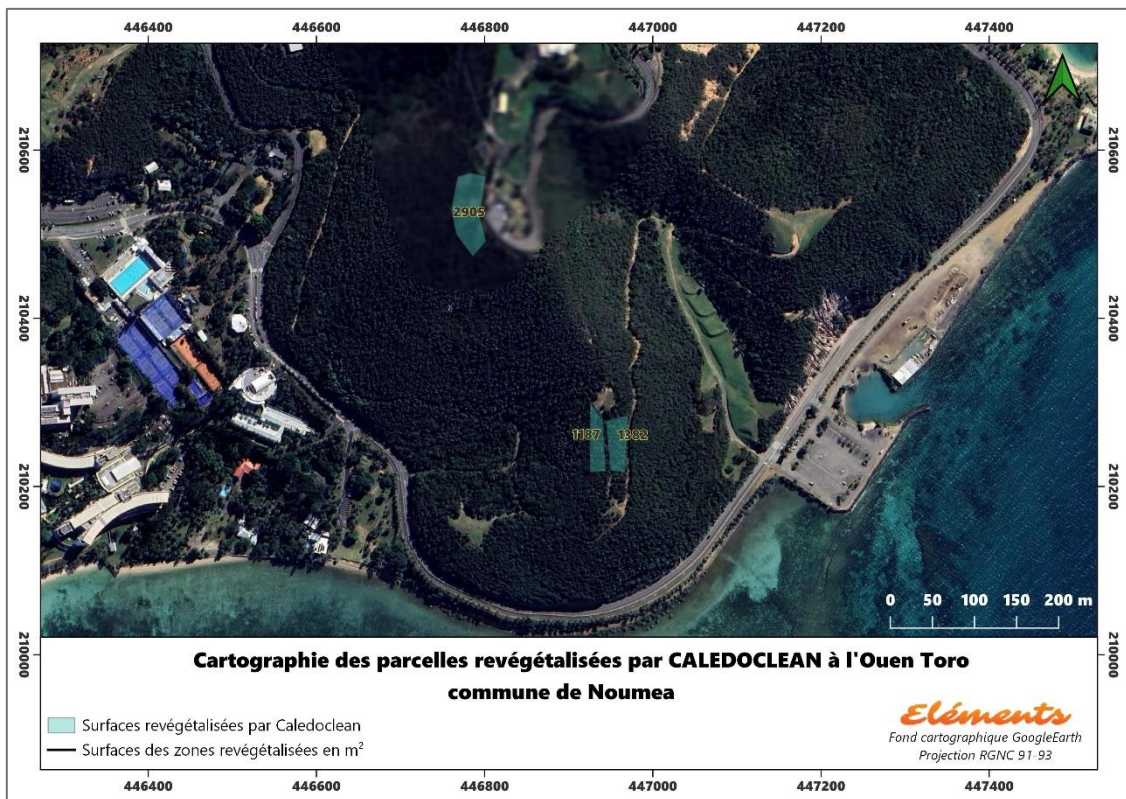 446400 446600 446800 447000 447200 447400
210600 210600
2905
210400 210400
1187 1382
210200 210200
0 50 100 150 200 m
210000 210000
Cartographie des parcelles revégétalisées par CALEDOCLEAN à l'Ouen Toro
commune de Noumea
Surfaces revégétalisées par Caledoclean
Surfaces des zones revégétalisées en m²
Eléments
Fond cartographique GoogleEarth
Projection RGNC 91-93
446400 446600 446800 447000 447200 447400